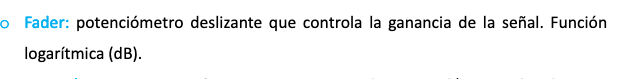 o Fader: potenciómetro deslizante que controla la ganancia de la señal. Función
logarítmica (dB).